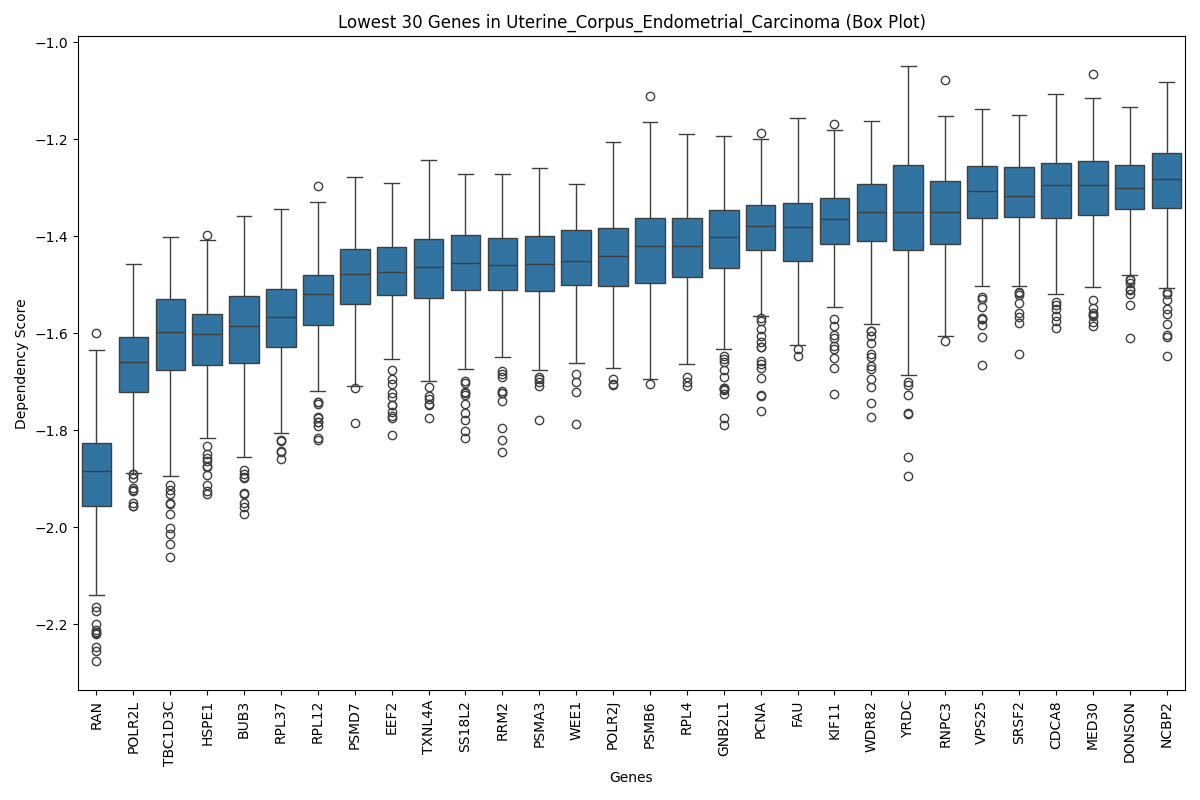 Lowest 30 Genes in Uterine_Corpus_Endometrial_Carcinoma (Box Plot)
Dependency Score
−1.0
−1.2
−1.4
−1.6
−1.8
−2.0
−2.2
RAN
POLR2L
TBC1D3C
HSPE1
BUB3
RPL37
RPL12
PSMD7
EEF2
TXNL4A
SS18L2
RRM2
PSMA3
WEE1
POLR2J
PSMB6
RPL4
GNB2L1
PCNA
FAU
KIF11
WDR82
YRDC
RNPC3
VPS25
SRSF2
CDCA8
MED30
DONSON
NCBP2
Genes